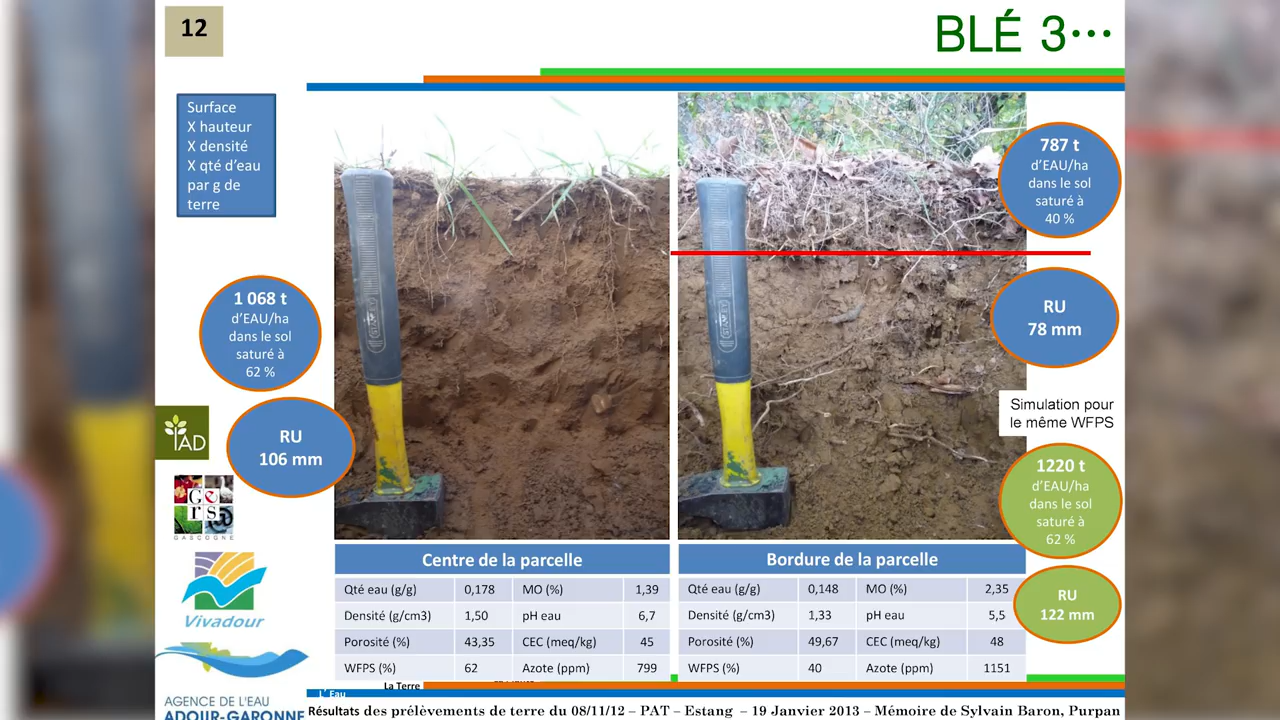 12
BLÉ 3…
Surface
X hauteur
X densité
X qté d'eau
par g de
terre
787 t
d'EAU/ha
dans le sol
saturé à
40 %
1 068 t
d'EAU/ha
dans le sol
saturé à
62 %
RU
78 mm
Simulation pour
le même WFPS
RU
106 mm
1220 t
d'EAU/ha
dans le sol
saturé à
62 %
RU
122 mm
STANLEY
STANLEY
IAD
Gers
GASCOGNE
Vivadour
AGENCE DE L'EAU
ADOUR-GARONNE
Centre de la parcelle
Qté eau (g/g) 0,178 MO (%) 1,39
Densité (g/cm3) 1,50 pH eau 6,7
Porosité (%) 43,35 CEC (meq/kg) 45
WFPS (%) 62 Azote (ppm) 799
Bordure de la parcelle
Qté eau (g/g) 0,148 MO (%) 2,35
Densité (g/cm3) 1,33 pH eau 5,5
Porosité (%) 49,67 CEC (meq/kg) 48
WFPS (%) 40 Azote (ppm) 1151
La Terre
L' Eau
Résultats des prélèvements de terre du 08/11/12 – PAT – Estang – 19 Janvier 2013 – Mémoire de Sylvain Baron, Purpan